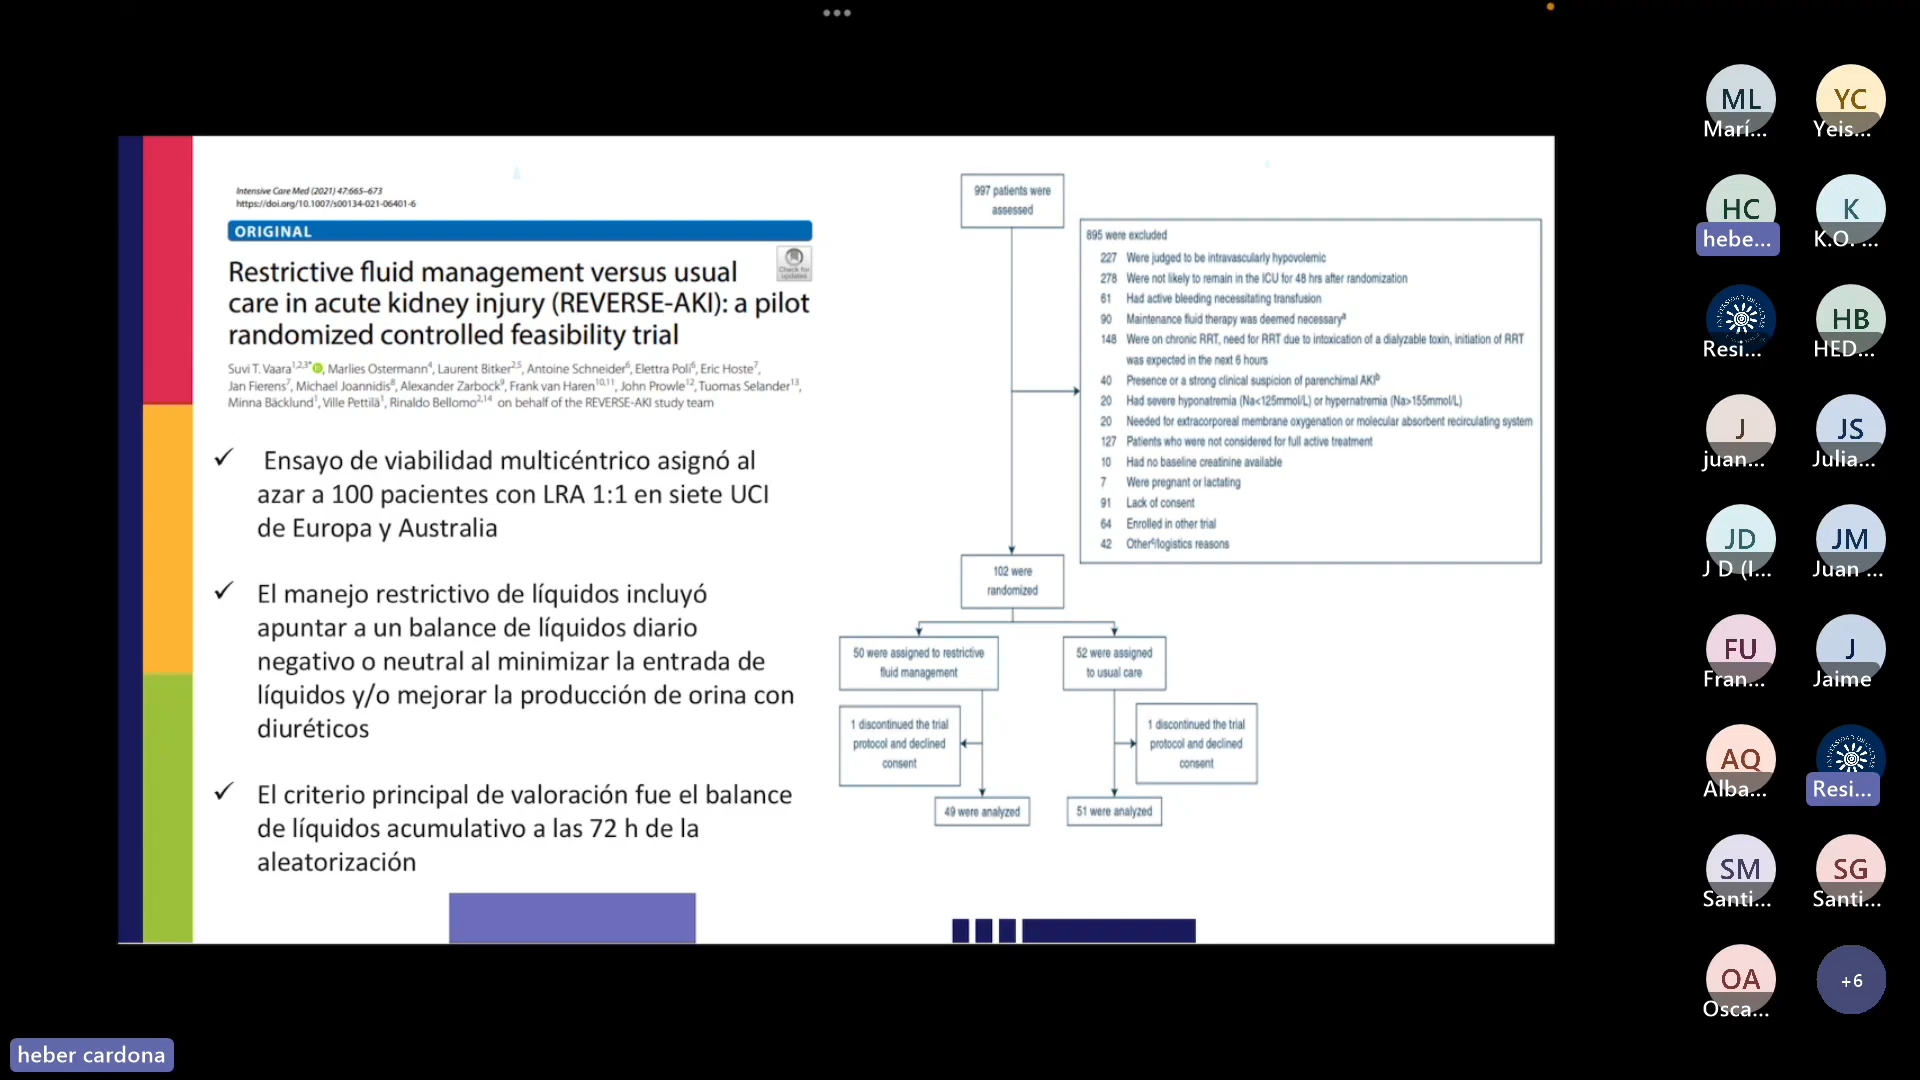 Intensive Care Med (2021) 47:665–673
https://doi.org/10.1007/s00134-021-06401-6
ORIGINAL
Check for
updates
Restrictive fluid management versus usual
care in acute kidney injury (REVERSE-AKI): a pilot
randomized controlled feasibility trial
Suvi T. Vaara1,2,3*, Marlies Ostermann4, Laurent Bitker2,5, Antoine Schneider6, Elettra Poli6, Eric Hoste7,
Jan Fierens7, Michael Joannidis8, Alexander Zarbock9, Frank van Haren10,11, John Prowle12, Tuomas Selander13,
Minna Bäcklund1, Ville Pettilä1, Rinaldo Bellomo2,14 on behalf of the REVERSE-AKI study team
✓ Ensayo de viabilidad multicéntrico asignó al
azar a 100 pacientes con LRA 1:1 en siete UCI
de Europa y Australia
✓ El manejo restrictivo de líquidos incluyó
apuntar a un balance de líquidos diario
negativo o neutral al minimizar la entrada de
líquidos y/o mejorar la producción de orina con
diuréticos
✓ El criterio principal de valoración fue el balance
de líquidos acumulativo a las 72 h de la
aleatorización
997 patients were
assessed
895 were excluded
227 Were judged to be intravascularly hypovolemic
278 Were not likely to remain in the ICU for 48 hrs after randomization
61 Had active bleeding necessitating transfusion
90 Maintenance fluid therapy was deemed necessarya
148 Were on chronic RRT, need for RRT due to intoxication of a dialyzable toxin, initiation of RRT
was expected in the next 6 hours
40 Presence or a strong clinical suspicion of parenchimal AKIb
20 Had severe hyponatremia (Na<125mmol/L) or hypernatremia (Na>155mmol/L)
20 Needed for extracorporeal membrane oxygenation or molecular absorbent recirculating system
127 Patients who were not considered for full active treatment
10 Had no baseline creatinine available
7 Were pregnant or lactating
91 Lack of consent
64 Enrolled in other trial
42 Otherc/logistics reasons
102 were
randomized
50 were assigned to restrictive
fluid management
52 were assigned
to usual care
1 discontinued the trial
protocol and declined
consent
1 discontinued the trial
protocol and declined
consent
49 were analyzed
51 were analyzed
ML
Marí...
YC
Yeis...
HC
hebe...
K
K.O. ...
Resi...
HB
HED...
J
juan...
JS
Julia...
JD
J D (I...
JM
Juan ...
FU
Fran...
J
Jaime
AQ
Alba...
Resi...
SM
Santi...
SG
Santi...
OA
Osca...
+6
heber cardona